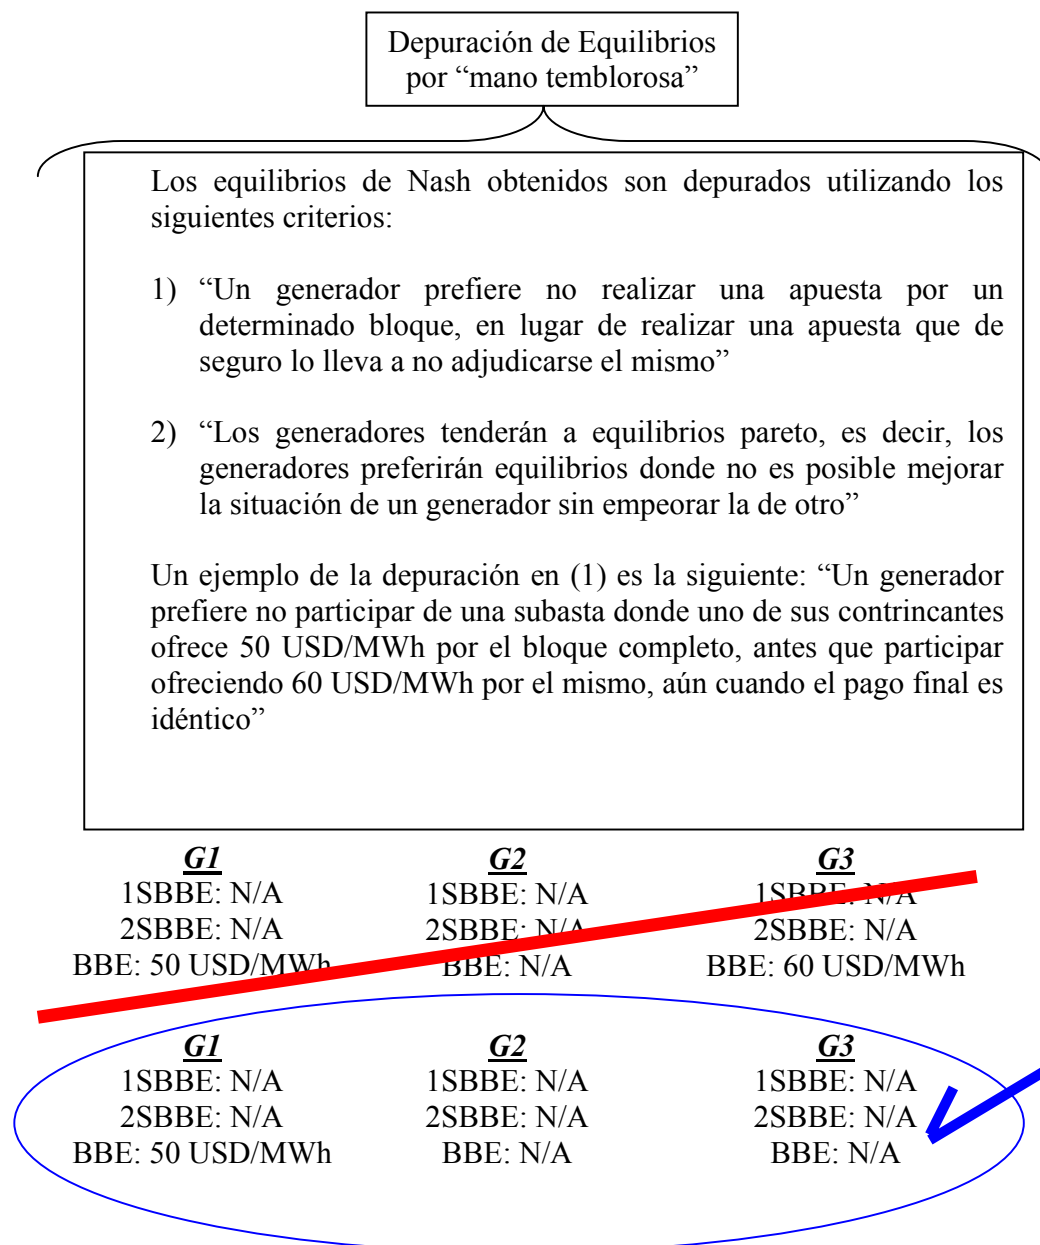 Depuración de Equilibrios
por “mano temblorosa”
Los equilibrios de Nash obtenidos son depurados utilizando los
siguientes criterios:
1) “Un generador prefiere no realizar una apuesta por un
determinado bloque, en lugar de realizar una apuesta que de
seguro lo lleva a no adjudicarse el mismo”
2) “Los generadores tenderán a equilibrios pareto, es decir, los
generadores preferirán equilibrios donde no es posible mejorar
la situación de un generador sin empeorar la de otro”
Un ejemplo de la depuración en (1) es la siguiente: “Un generador
prefiere no participar de una subasta donde uno de sus contrincantes
ofrece 50 USD/MWh por el bloque completo, antes que participar
ofreciendo 60 USD/MWh por el mismo, aún cuando el pago final es
idéntico”
G1 G2 G3
1SBBE: N/A 1SBBE: N/A 1SBBE: N/A
2SBBE: N/A 2SBBE: N/A 2SBBE: N/A
BBE: 50 USD/MWh BBE: N/A BBE: 60 USD/MWh
G1 G2 G3
1SBBE: N/A 1SBBE: N/A 1SBBE: N/A
2SBBE: N/A 2SBBE: N/A 2SBBE: N/A
BBE: 50 USD/MWh BBE: N/A BBE: N/A